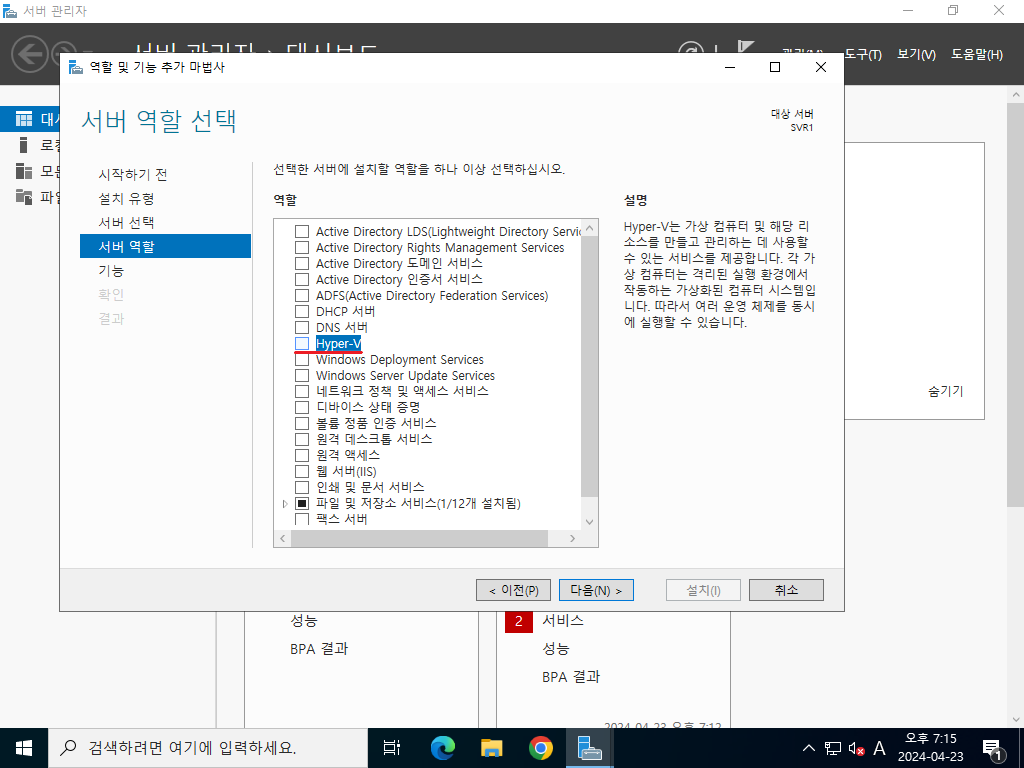 서버 관리자
서버 관리자 · 대시보드
관리(M)
도구(T)
보기(V)
도움말(H)
역할 및 기능 추가 마법사
서버 역할 선택
대상 서버
SVR1
시작하기 전
설치 유형
서버 선택
서버 역할
기능
확인
결과
선택한 서버에 설치할 역할을 하나 이상 선택하십시오.
역할
Active Directory LDS(Lightweight Directory Servic
Active Directory Rights Management Services
Active Directory 도메인 서비스
Active Directory 인증서 서비스
ADFS(Active Directory Federation Services)
DHCP 서버
DNS 서버
Hyper-V
Windows Deployment Services
Windows Server Update Services
네트워크 정책 및 액세스 서비스
디바이스 상태 증명
볼륨 정품 인증 서비스
원격 데스크톱 서비스
원격 액세스
웹 서버(IIS)
인쇄 및 문서 서비스
파일 및 저장소 서비스(1/12개 설치됨)
팩스 서버
설명
Hyper-V는 가상 컴퓨터 및 해당 리
소스를 만들고 관리하는 데 사용할
수 있는 서비스를 제공합니다. 각 가
상 컴퓨터는 격리된 실행 환경에서
작동하는 가상화된 컴퓨터 시스템입
니다. 따라서 여러 운영 체제를 동시
에 실행할 수 있습니다.
< 이전(P)
다음(N) >
설치(I)
취소
숨기기
성능
BPA 결과
2 서비스
성능
BPA 결과
2024-04-23 오후 7:12
검색하려면 여기에 입력하세요.
A
오후 7:15
2024-04-23
1